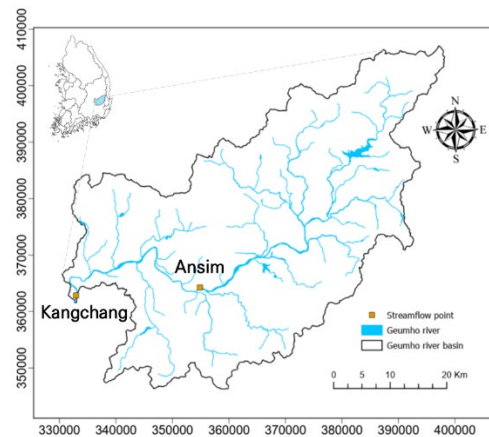 410000
400000
390000
380000
370000
360000
350000
N
W E
S
Ansim
Kangchang
Streamflow point
Geumho river
Geumho river basin
0 5 10 20 Km
330000 340000 350000 360000 370000 380000 390000 400000